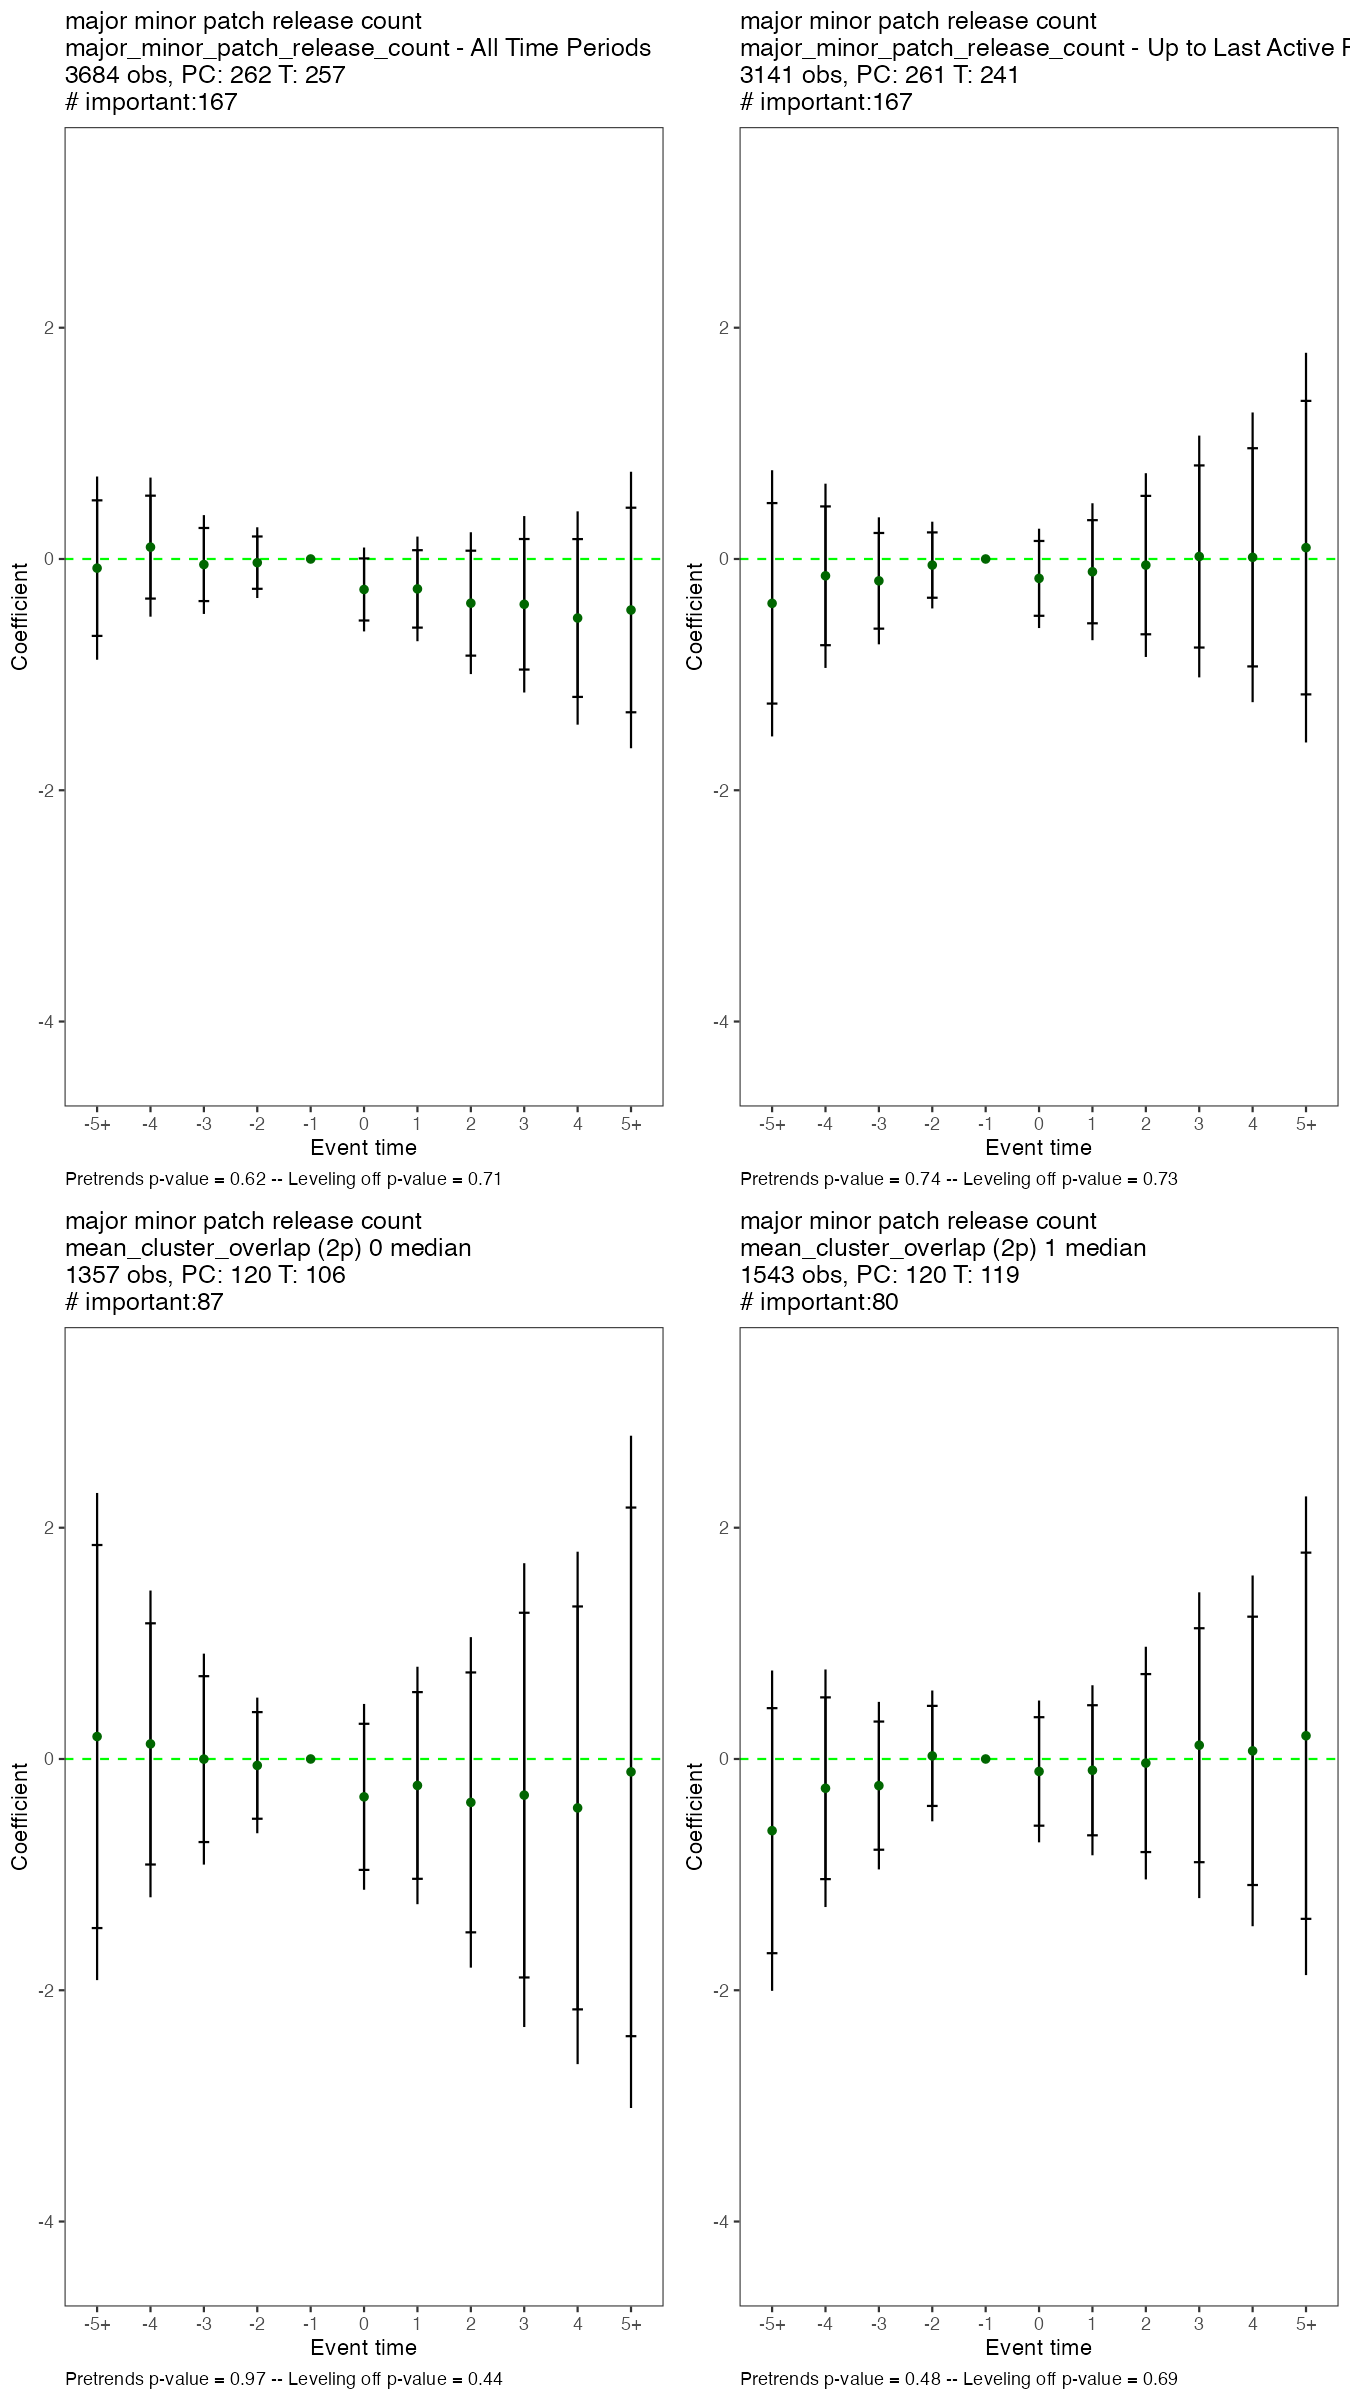 major minor patch release count
major_minor_patch_release_count - All Time Periods
3684 obs, PC: 262 T: 257
# important:167
2
0
-2
-4
Coefficient
-5+ -4 -3 -2 -1 0 1 2 3 4 5+
Event time
Pretrends p-value = 0.62 -- Leveling off p-value = 0.71
major minor patch release count
major_minor_patch_release_count - Up to Last Active
3141 obs, PC: 261 T: 241
# important:167
2
0
-2
-4
Coefficient
-5+ -4 -3 -2 -1 0 1 2 3 4 5+
Event time
Pretrends p-value = 0.74 -- Leveling off p-value = 0.73
major minor patch release count
mean_cluster_overlap (2p) 0 median
1357 obs, PC: 120 T: 106
# important:87
2
0
-2
-4
Coefficient
-5+ -4 -3 -2 -1 0 1 2 3 4 5+
Event time
Pretrends p-value = 0.97 -- Leveling off p-value = 0.44
major minor patch release count
mean_cluster_overlap (2p) 1 median
1543 obs, PC: 120 T: 119
# important:80
2
0
-2
-4
Coefficient
-5+ -4 -3 -2 -1 0 1 2 3 4 5+
Event time
Pretrends p-value = 0.48 -- Leveling off p-value = 0.69